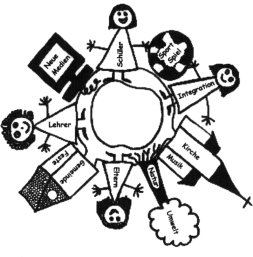 Schüler
Sport
Spiel
Integration
Kirche
Musik
Natur
Umwelt
Eltern
Gemeinde
Feste
Lehrer
Neue
Medien